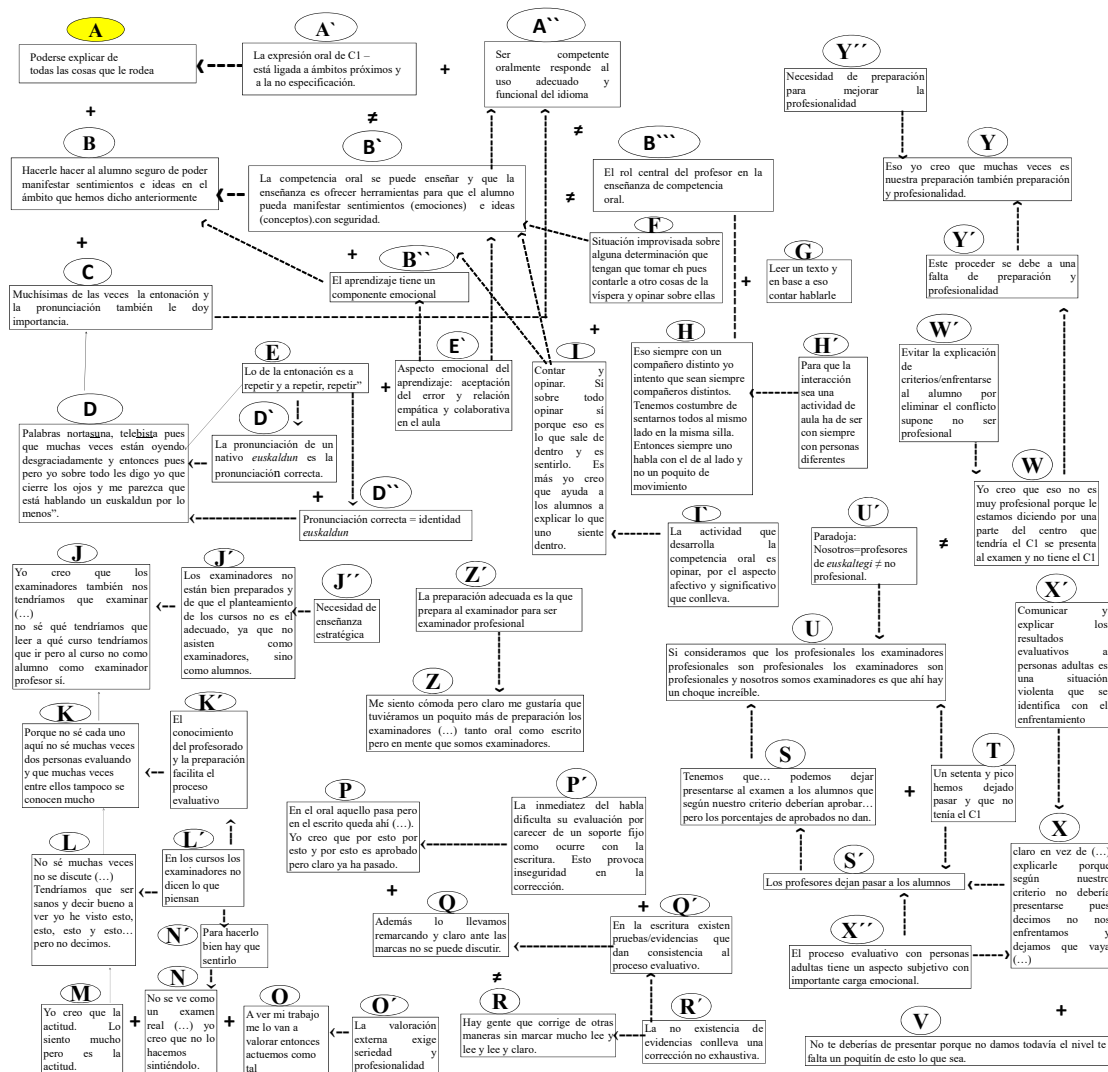 A
Poderse explicar de
todas las cosas que le rodea
A`
La expresión oral de C1 –
está ligada a ámbitos próximos y
a la no especificación.
+
A``
Ser competente
oralmente responde al
uso adecuado y
funcional del idioma
Y´´
Necesidad de preparación
para mejorar la
profesionalidad
+
≠
≠
B
Hacerle hacer al alumno seguro de poder
manifestar sentimientos e ideas en el
ámbito que hemos dicho anteriormente
B`
La competencia oral se puede enseñar y que la
enseñanza es ofrecer herramientas para que el alumno
pueda manifestar sentimientos (emociones) e ideas
(conceptos).con seguridad.
≠
B```
El rol central del profesor en la
enseñanza de competencia
oral.
Y
Eso yo creo que muchas veces es
nuestra preparación también preparación
y profesionalidad.
+
C
Muchísimas de las veces la entonación y
la pronunciación también le doy
importancia.
+
B``
El aprendizaje tiene un
componente emocional
F
Situación improvisada sobre
alguna determinación que
tengan que tomar eh pues
contarle a otro cosas de la
víspera y opinar sobre ellas
+
G
Leer un texto y
en base a eso
contar hablarle
Y´
Este proceder se debe a una
falta de preparación y
profesionalidad
E
Lo de la entonación es a
repetir y a repetir, repetir”
+
E`
Aspecto emocional del
aprendizaje: aceptación
del error y relación
empática y colaborativa
en el aula
+
I
Contar y
opinar. Sí
sobre todo
opinar sí
porque eso es
lo que sale de
dentro y es
sentirlo. Es
más yo creo
que ayuda a
los alumnos a
explicar lo que
uno siente
dentro.
H
Eso siempre con un
compañero distinto yo
intento que sean siempre
compañeros distintos.
Tenemos costumbre de
sentarnos todos al mismo
lado en la misma silla.
Entonces siempre uno
habla con el de al lado y
no un poquito de
movimiento
H´
Para que la
interacción
sea una
actividad de
aula ha de ser
con siempre
con personas
diferentes
W´
Evitar la explicación
de
criterios/enfrentarse
al alumno por
eliminar el conflicto
supone no ser
profesional
D
Palabras nortasuna, telebista pues
que muchas veces están oyendo,
desgraciadamente y entonces pues
pero yo sobre todo les digo yo que
cierre los ojos y me parezca que
está hablando un euskaldun por lo
menos”.
D`
La pronunciación de un
nativo euskaldun es la
pronunciación correcta.
+
D``
Pronunciación correcta = identidad
euskaldun
I`
La actividad que
desarrolla la
competencia oral es
opinar, por el aspecto
afectivo y significativo
que conlleva.
U´
Paradoja:
Nosotros=profesores
de euskaltegi ≠ no
profesional.
≠
W
Yo creo que eso no es
muy profesional porque le
estamos diciendo por una
parte del centro que
tendría el C1 se presenta
al examen y no tiene el C1
J
Yo creo que los
examinadores también nos
tendríamos que examinar
(…)
no sé qué tendríamos que
leer a qué curso tendríamos
que ir pero al curso no como
alumno como examinador
profesor sí.
J´
Los examinadores no
están bien preparados y
de que el planteamiento
de los cursos no es el
adecuado, ya que no
asisten como
examinadores, sino
como alumnos.
J´´
Necesidad de
enseñanza
estratégica
Z´
La preparación adecuada es la que
prepara al examinador para ser
examinador profesional
U
Si consideramos que los profesionales los examinadores
profesionales son profesionales los examinadores son
profesionales y nosotros somos examinadores es que ahí hay
un choque increíble.
X´
Comunicar y
explicar los
resultados
evaluativos a
personas adultas es
una situación
violenta que se
identifica con el
enfrentamiento
Z
Me siento cómoda pero claro me gustaría que
tuviéramos un poquito más de preparación los
examinadores (…) tanto oral como escrito
pero en mente que somos examinadores.
K
Porque no sé cada uno
aquí no sé muchas veces
dos personas evaluando
y que muchas veces
entre ellos tampoco se
conocen mucho
K´
El
conocimiento
del profesorado
y la preparación
facilita el
proceso
evaluativo
S
Tenemos que… podemos dejar
presentarse al examen a los alumnos que
según nuestro criterio deberían aprobar…
pero los porcentajes de aprobados no dan.
+
T
Un setenta y pico
hemos dejado
pasar y que no
tenía el C1
P
En el oral aquello pasa pero
en el escrito queda ahí (…).
Yo creo que por esto por
esto y por esto es aprobado
pero claro ya ha pasado.
P´
La inmediatez del habla
dificulta su evaluación por
carecer de un soporte fijo
como ocurre con la
escritura. Esto provoca
inseguridad en la
corrección.
L
No sé muchas veces
no se discute (…)
Tendríamos que ser
sanos y decir bueno a
ver yo he visto esto,
esto, esto y esto…
pero no decimos.
L´
En los cursos los
examinadores no
dicen lo que
piensan
S´
Los profesores dejan pasar a los alumnos
X
claro en vez de (…)
explicarle porque
según nuestro
criterio no debería
presentarse pues
decimos no nos
enfrentamos y
dejamos que vaya
(…)
+
Q
Además lo llevamos
remarcando y claro ante las
marcas no se puede discutir.
+
Q´
En la escritura existen
pruebas/evidencias que
dan consistencia al
proceso evaluativo.
X´´
El proceso evaluativo con personas
adultas tiene un aspecto subjetivo con
importante carga emocional.
N´
Para hacerlo
bien hay que
sentirlo
M
Yo creo que la
actitud. Lo
siento mucho
pero es la
actitud.
+
N
No se ve como
un examen
real (…) yo
creo que no lo
hacemos
sintiéndolo.
+
O
A ver mi trabajo
me lo van a
valorar entonces
actuemos como
tal
O´
La valoración
externa exige
seriedad y
profesionalidad
≠
R
Hay gente que corrige de otras
maneras sin marcar mucho lee y
lee y lee y claro.
R´
La no existencia de
evidencias conlleva una
corrección no exhaustiva.
+
V
No te deberías de presentar porque no damos todavía el nivel te
falta un poquitín de esto lo que sea.